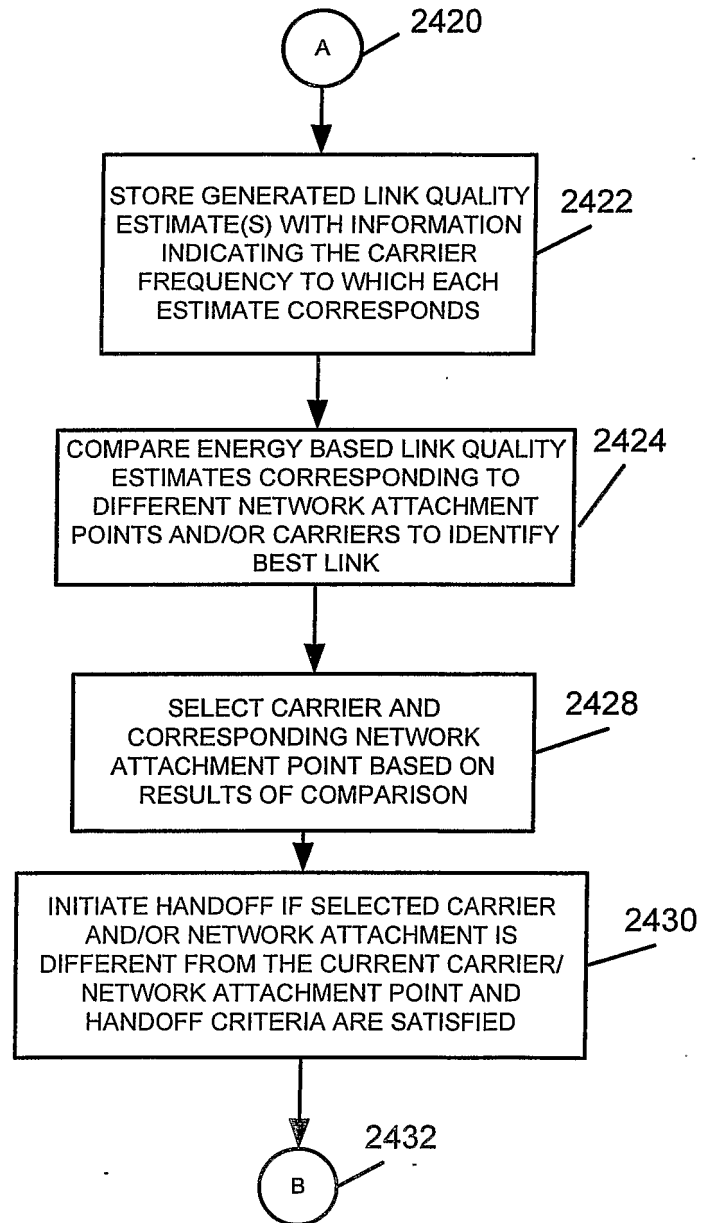 2420
A
STORE GENERATED LINK QUALITY
ESTIMATE(S) WITH INFORMATION
INDICATING THE CARRIER
FREQUENCY TO WHICH EACH
ESTIMATE CORRESPONDS
2422
COMPARE ENERGY BASED LINK QUALITY
ESTIMATES CORRESPONDING TO
DIFFERENT NETWORK ATTACHMENT
POINTS AND/OR CARRIERS TO IDENTIFY
BEST LINK
2424
SELECT CARRIER AND
CORRESPONDING NETWORK
ATTACHMENT POINT BASED ON
RESULTS OF COMPARISON
2428
INITIATE HANDOFF IF SELECTED CARRIER
AND/OR NETWORK ATTACHMENT IS
DIFFERENT FROM THE CURRENT CARRIER/
NETWORK ATTACHMENT POINT AND
HANDOFF CRITERIA ARE SATISFIED
2430
2432
B